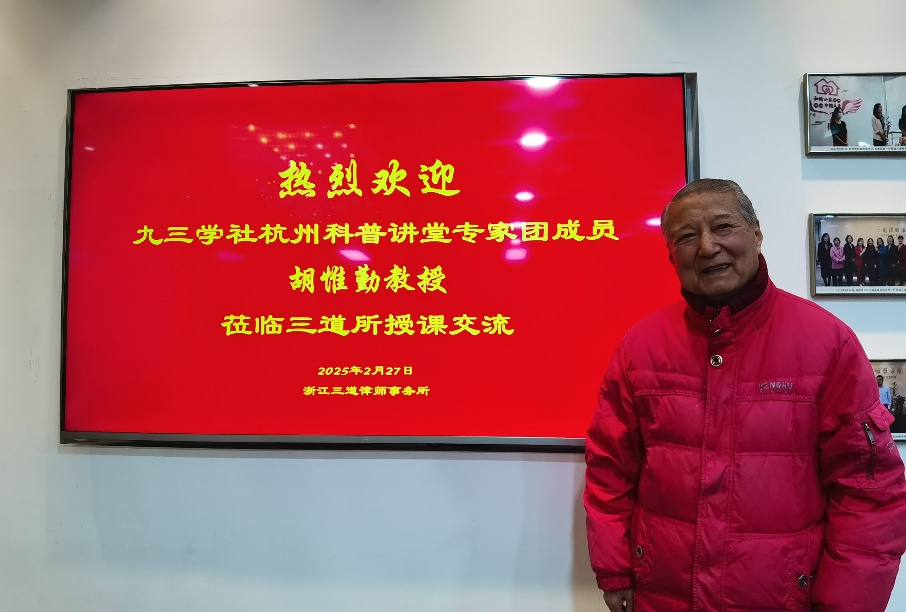 热烈欢迎
九三学社杭州科普讲堂专家团成员
胡惟勤教授
莅临三道所授课交流
2025年2月27日
浙江三道律师事务所